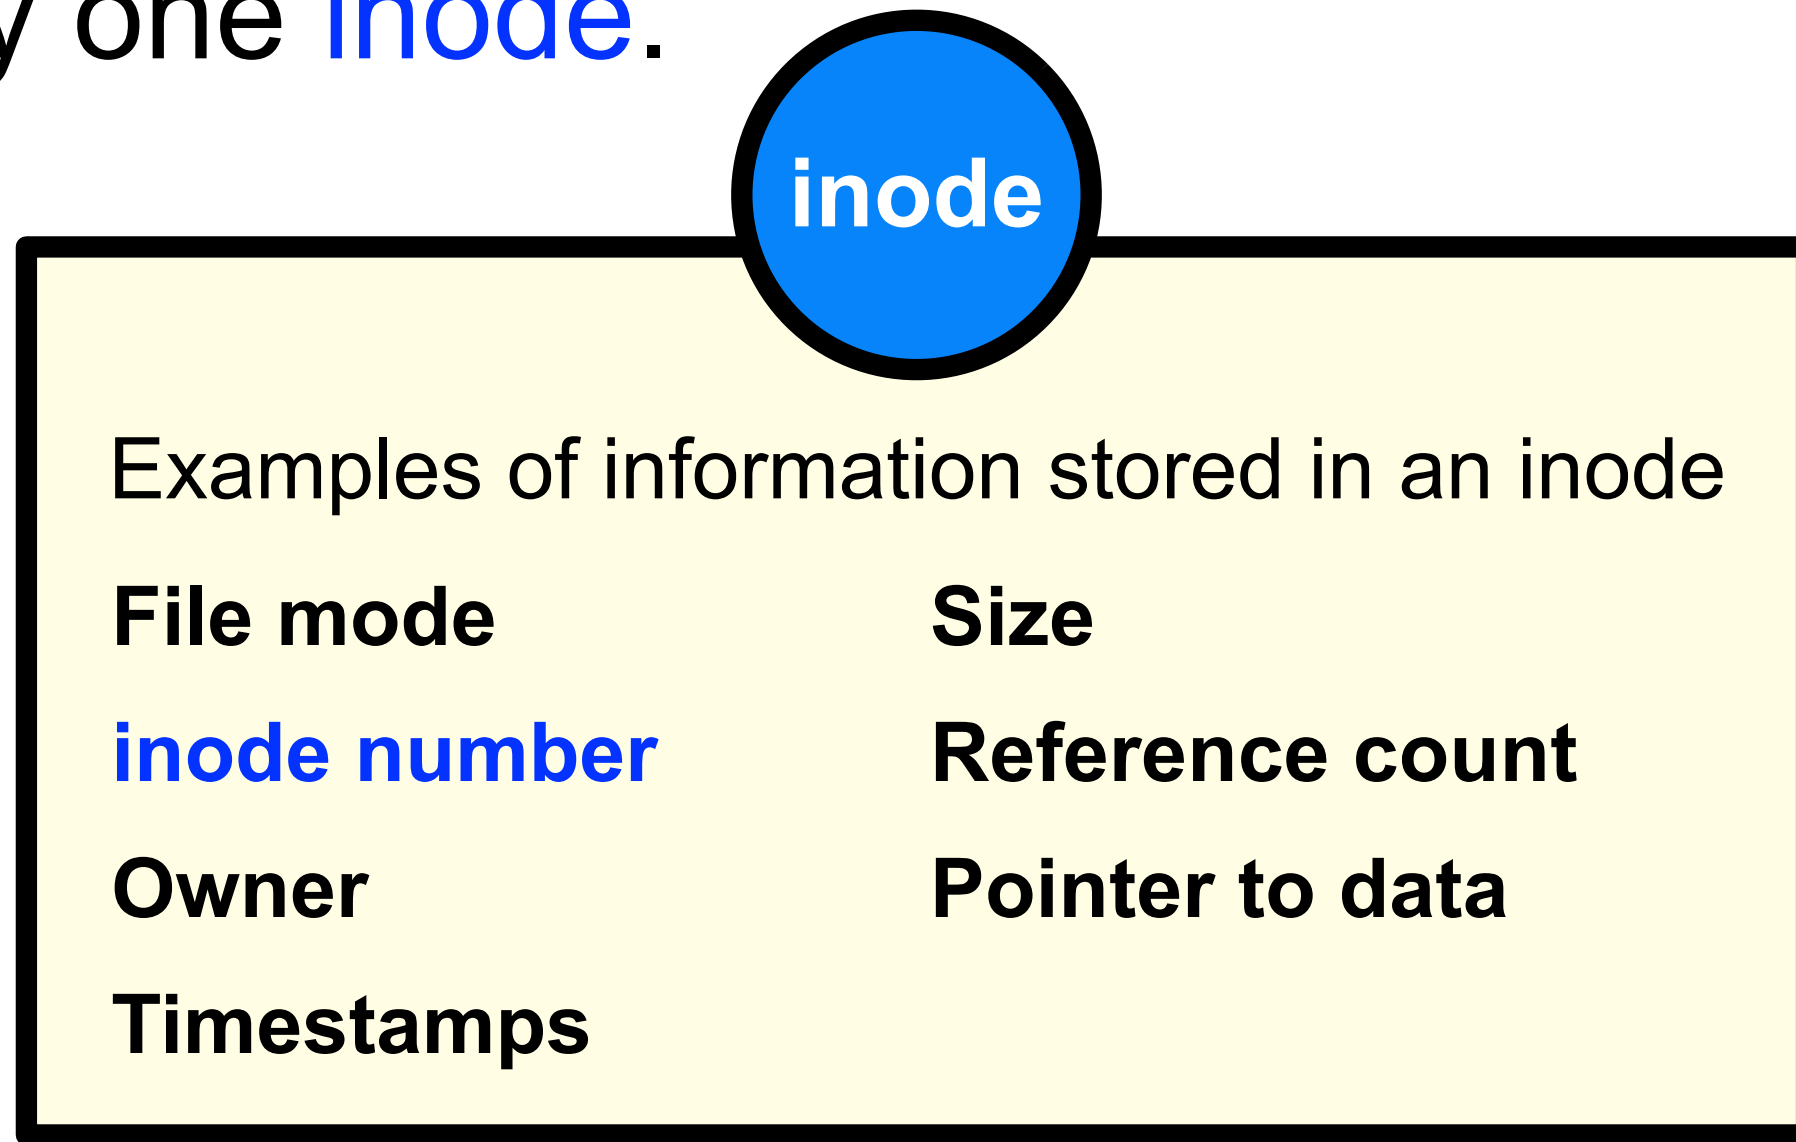 y one inode.
inode
Examples of information stored in an inode
File mode
Size
inode number
Reference count
Owner
Pointer to data
Timestamps